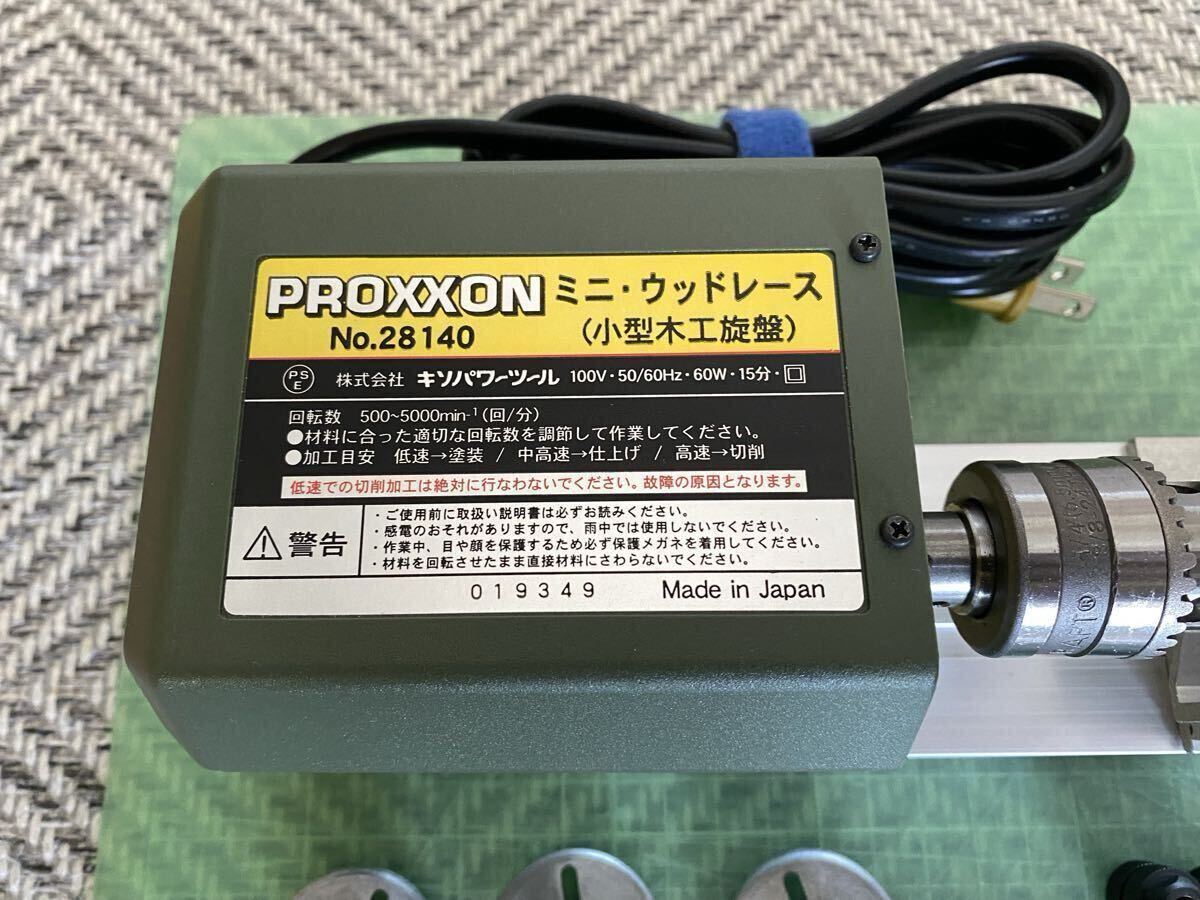 PROXXON ミニ・ウッドレース
No.28140 (小型木工旋盤)
PS E 株式会社 キソパワーツール 100V・50/60Hz・60W・15分・回
回転数 500~5000min-¹(回/分)
●材料に合った適切な回転数を調節して作業してください。
●加工目安 低速→塗装 / 中高速→仕上げ / 高速→切削
低速での切削加工は絶対に行なわないでください。故障の原因となります。
警告
・ご使用前に取扱い説明書は必ずお読みください。
・感電のおそれがありますので、雨中では使用しないでください。
・作業中、目や顔を保護するため必ず保護メガネを着用してください。
・材料を回転させたまま直接材料にさわらないでください。
019349 Made in Japan